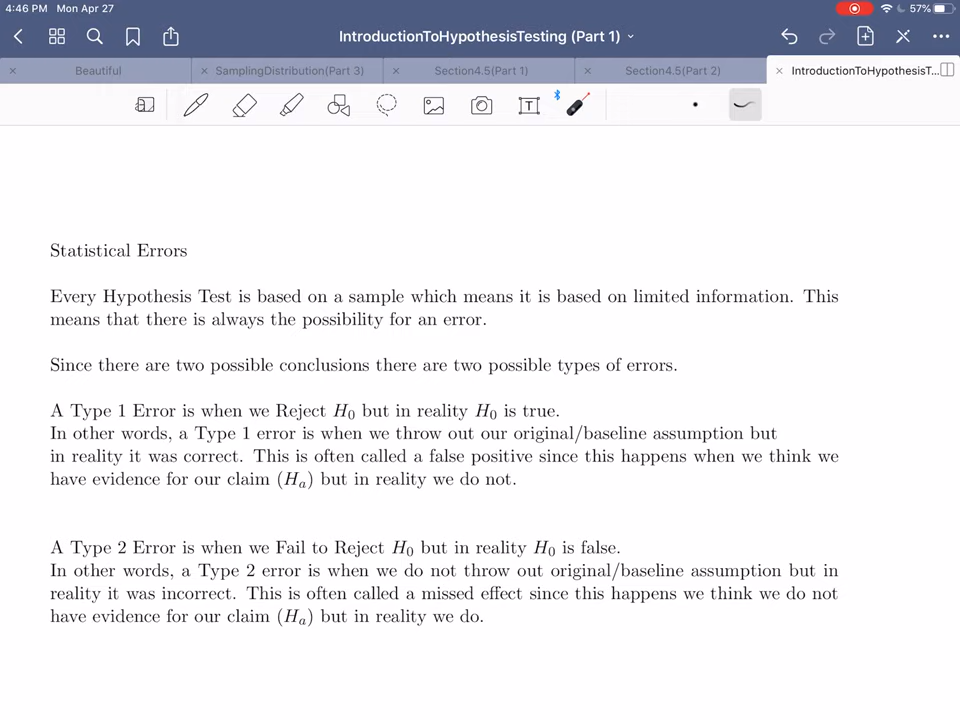 4:46 PM Mon Apr 27
57%
IntroductionToHypothesisTesting (Part 1)
Beautiful
SamplingDistribution(Part 3)
Section4.5(Part 1)
Section4.5(Part 2)
IntroductionToHypothesisT...
T
Statistical Errors
Every Hypothesis Test is based on a sample which means it is based on limited information. This
means that there is always the possibility for an error.
Since there are two possible conclusions there are two possible types of errors.
A Type 1 Error is when we Reject H₀ but in reality H₀ is true.
In other words, a Type 1 error is when we throw out our original/baseline assumption but
in reality it was correct. This is often called a false positive since this happens when we think we
have evidence for our claim (Hₐ) but in reality we do not.
A Type 2 Error is when we Fail to Reject H₀ but in reality H₀ is false.
In other words, a Type 2 error is when we do not throw out original/baseline assumption but in
reality it was incorrect. This is often called a missed effect since this happens we think we do not
have evidence for our claim (Hₐ) but in reality we do.